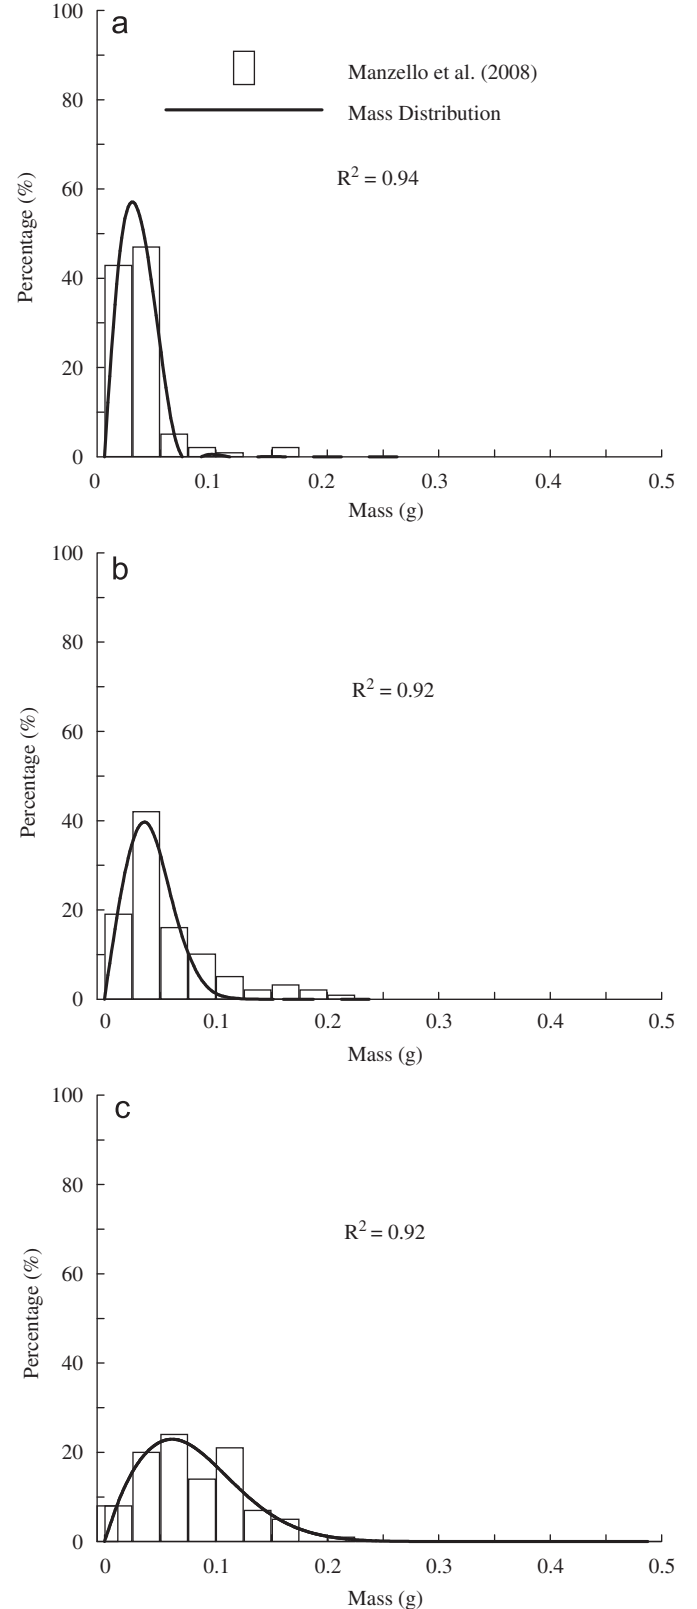 a
100
Manzello et al. (2008)
80
Mass Distribution
R² = 0.94
60
40
20
0
Percentage (%)
0 0.1 0.2 0.3 0.4 0.5
Mass (g)
b
100
80
R² = 0.92
60
40
20
0
Percentage (%)
0 0.1 0.2 0.3 0.4 0.5
Mass (g)
c
100
80
R² = 0.92
60
40
20
0
Percentage (%)
0 0.1 0.2 0.3 0.4 0.5
Mass (g)